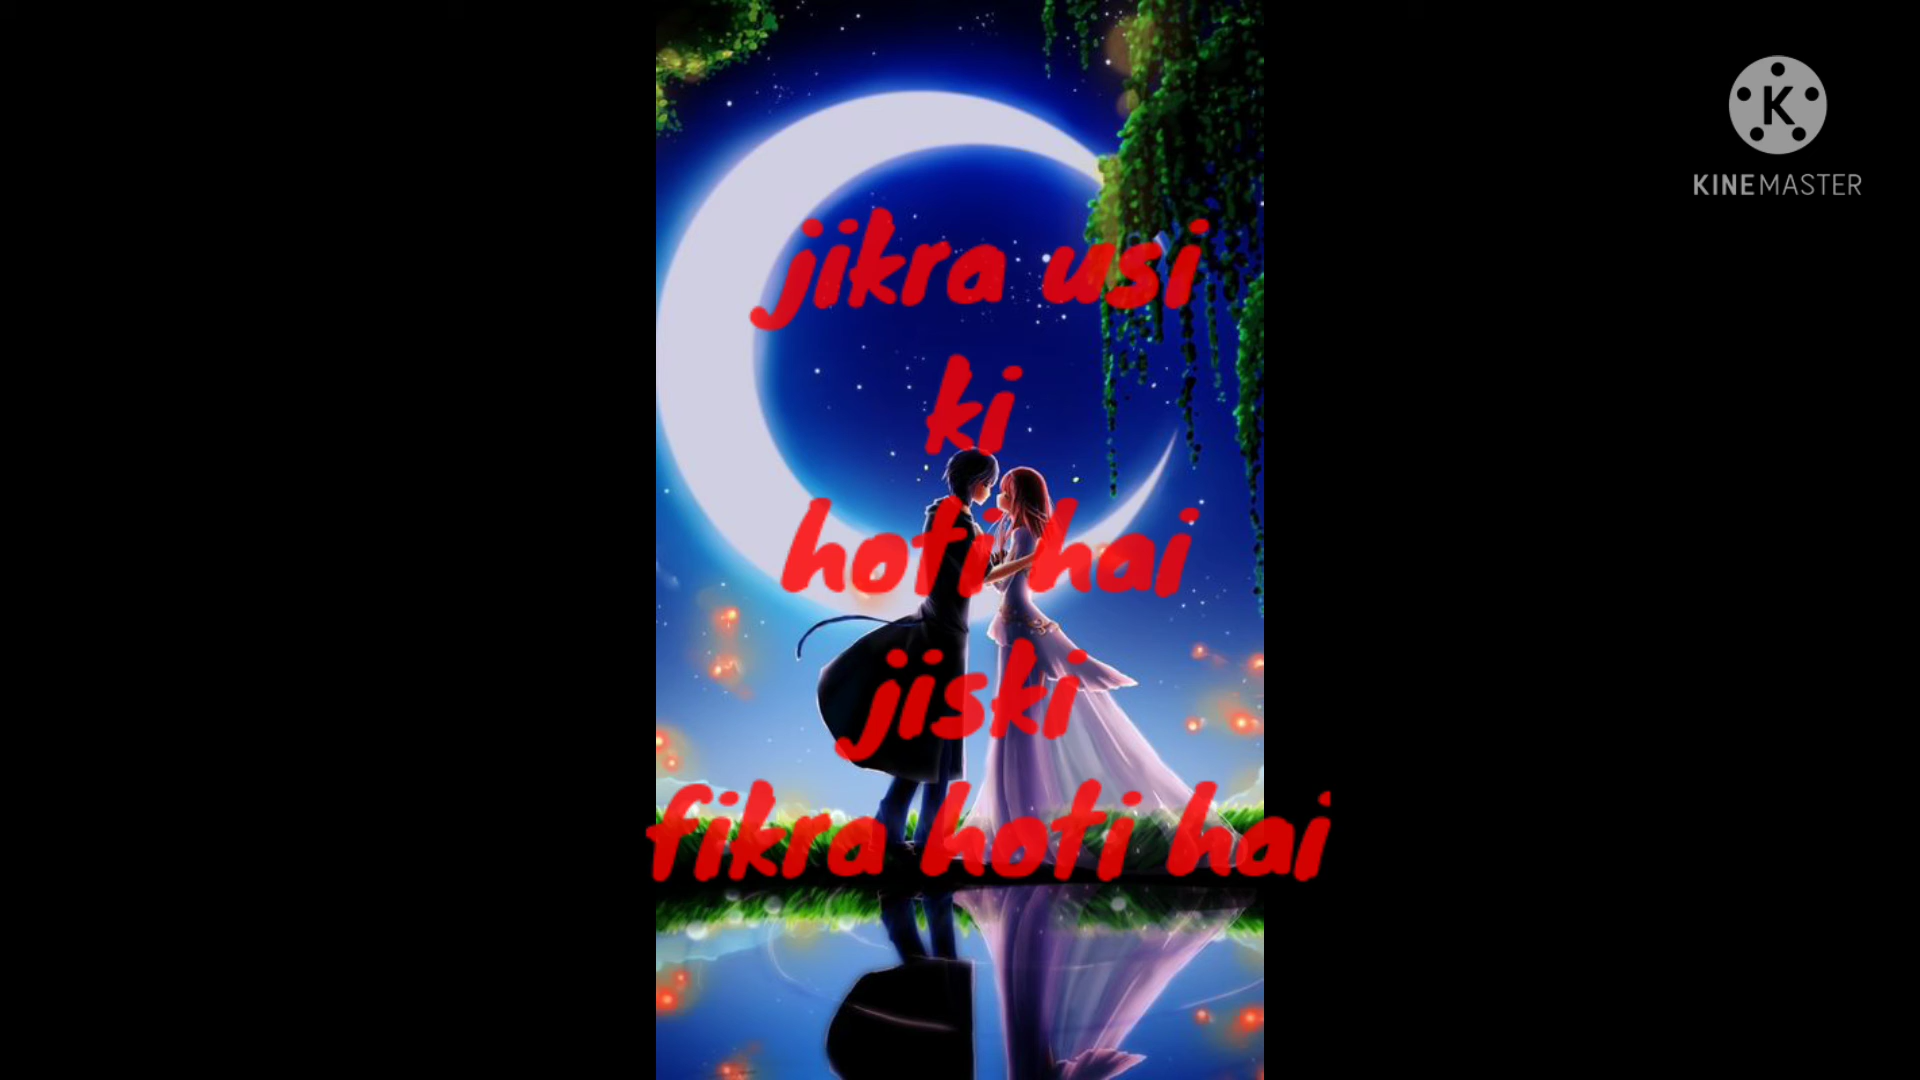 K
KINEMASTER
jikra usi
ki
hoti hai
jiski
fikra hoti hai